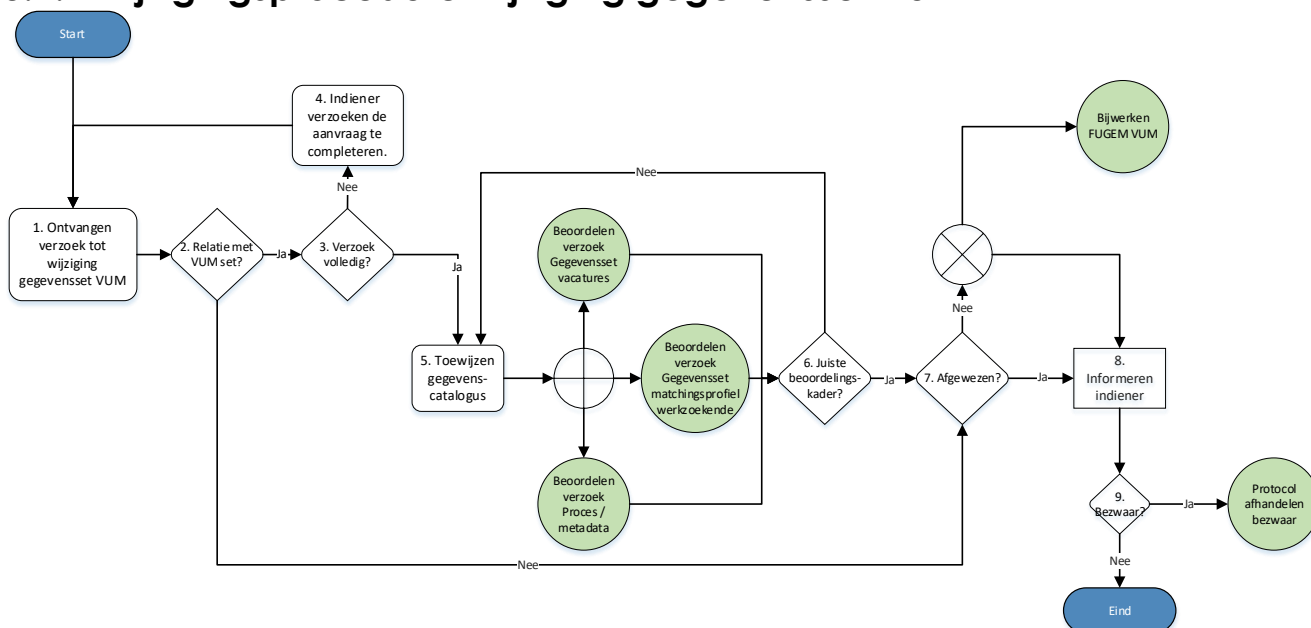 Start
4. Indiener
verzoeken de
aanvraag te
completeren.
Bijwerken
FUGEM VUM
Nee
Nee
1. Ontvangen
verzoek tot
wijziging
gegevensset VUM
2. Relatie met
VUM set?
Ja
3. Verzoek
volledig?
Ja
Beoordelen
verzoek
Gegevensset
vacatures
Nee
5. Toewijzen
gegevens-
catalogus
Beoordelen
verzoek
Gegevensset
matchingsprofiel
werkzoekende
6. Juiste
beoordelings-
kader?
Ja
7. Afgewezen?
Ja
8.
Informeren
indiener
Beoordelen
verzoek
Proces /
metadata
9.
Bezwaar?
Ja
Protocol
afhandelen
bezwaar
Nee
Nee
Eind